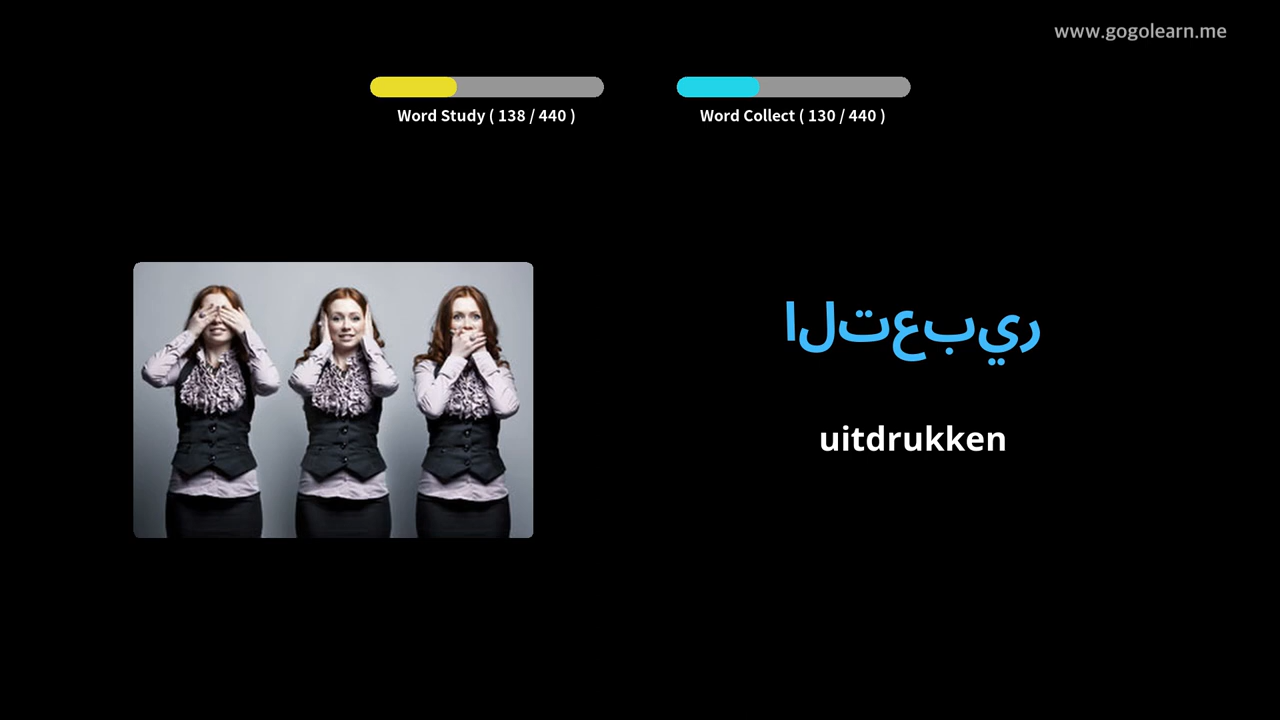 www.gogolearn.me
Word Study ( 138 / 440 )
Word Collect ( 130 / 440 )
التعبير
uitdrukken